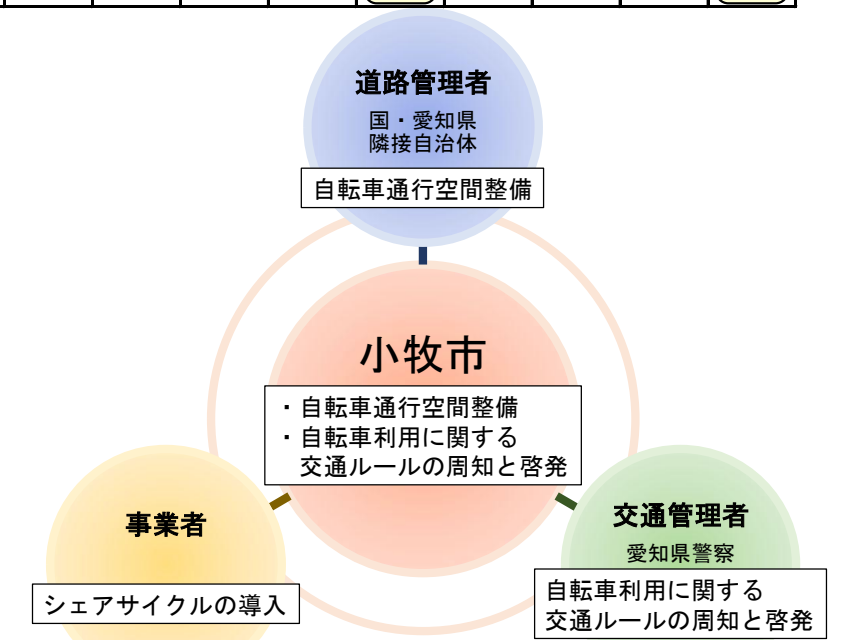 道路管理者
国・愛知県
隣接自治体
自転車通行空間整備
小牧市
・自転車通行空間整備
・自転車利用に関する
交通ルールの周知と啓発
事業者
シェアサイクルの導入
交通管理者
愛知県警察
自転車利用に関する
交通ルールの周知と啓発